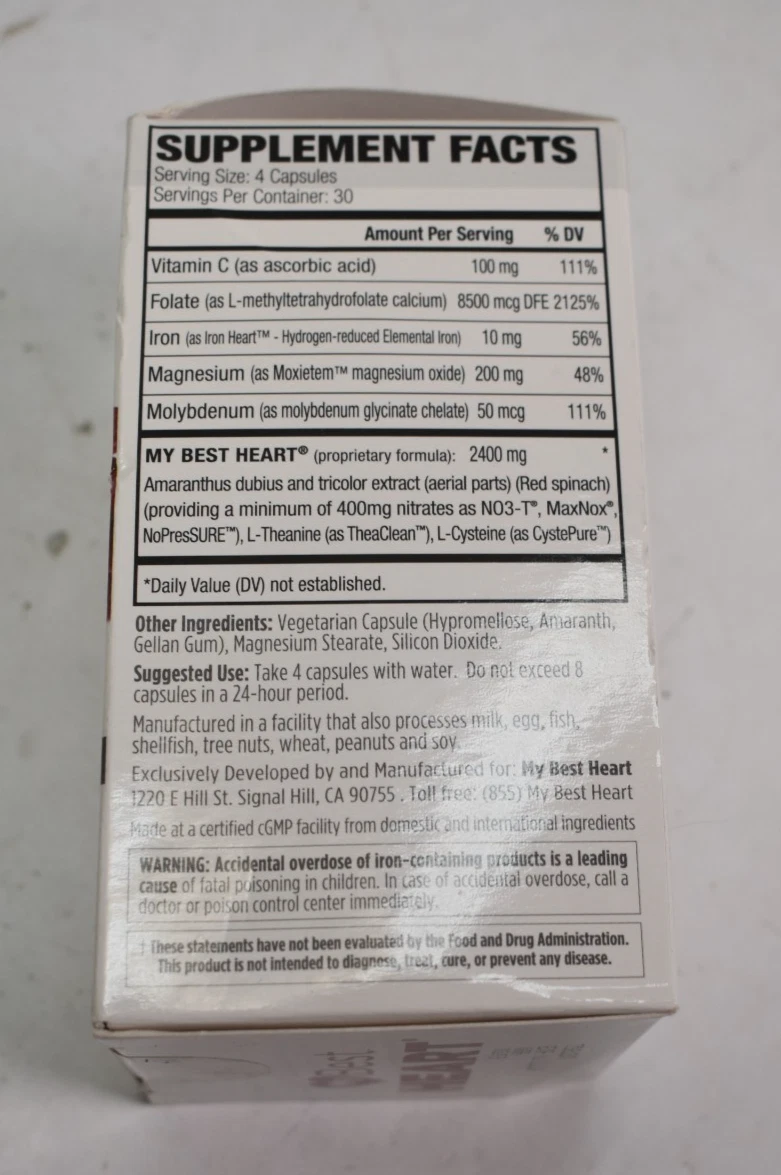 SUPPLEMENT FACTS
Serving Size: 4 Capsules
Servings Per Container: 30
Amount Per Serving % DV
Vitamin C (as ascorbic acid) 100 mg 111%
Folate (as L-methyltetrahydrofolate calcium) 8500 mcg DFE 2125%
Iron (as Iron Heart™ - Hydrogen-reduced Elemental Iron) 10 mg 56%
Magnesium (as Moxietem™ magnesium oxide) 200 mg 48%
Molybdenum (as molybdenum glycinate chelate) 50 mcg 111%
MY BEST HEART® (proprietary formula): 2400 mg *
Amaranthus dubius and tricolor extract (aerial parts) (Red spinach)
(providing a minimum of 400mg nitrates as NO3-T®, MaxNox®,
NoPresSURE™), L-Theanine (as TheaClean™), L-Cysteine (as CystePure™)
*Daily Value (DV) not established.
Other Ingredients: Vegetarian Capsule (Hypromellose, Amaranth,
Gellan Gum), Magnesium Stearate, Silicon Dioxide.
Suggested Use: Take 4 capsules with water. Do not exceed 8
capsules in a 24-hour period.
Manufactured in a facility that also processes milk, egg, fish,
shellfish, tree nuts, wheat, peanuts and soy.
Exclusively Developed by and Manufactured for: My Best Heart
1220 E Hill St. Signal Hill, CA 90755 . Toll free: (855) My Best Heart
Made at a certified cGMP facility from domestic and international ingredients
WARNING: Accidental overdose of iron-containing products is a leading
cause of fatal poisoning in children. In case of accidental overdose, call a
doctor or poison control center immediately.
† These statements have not been evaluated by the Food and Drug Administration.
This product is not intended to diagnose, treat, cure, or prevent any disease.
Best
HEART